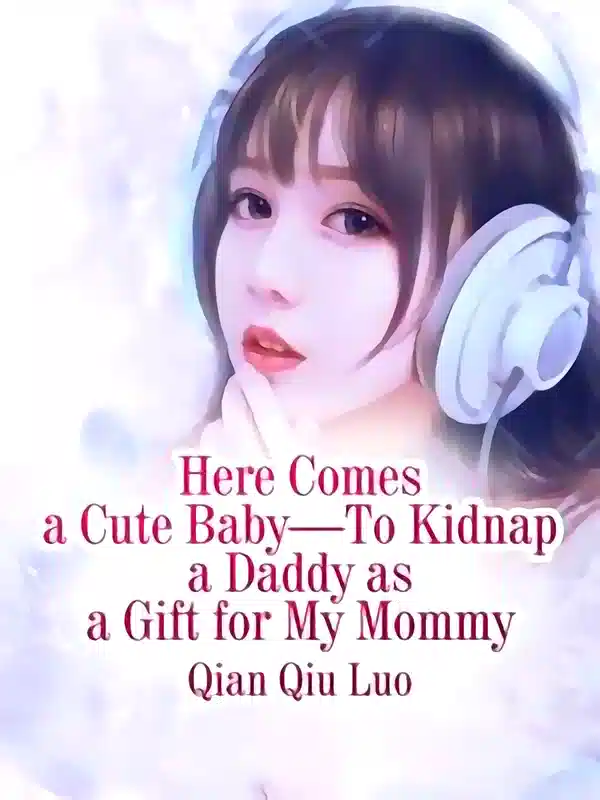 Here Comes
a Cute Baby—To Kidnap
a Daddy as
a Gift for My Mommy
Qian Qiu Luo